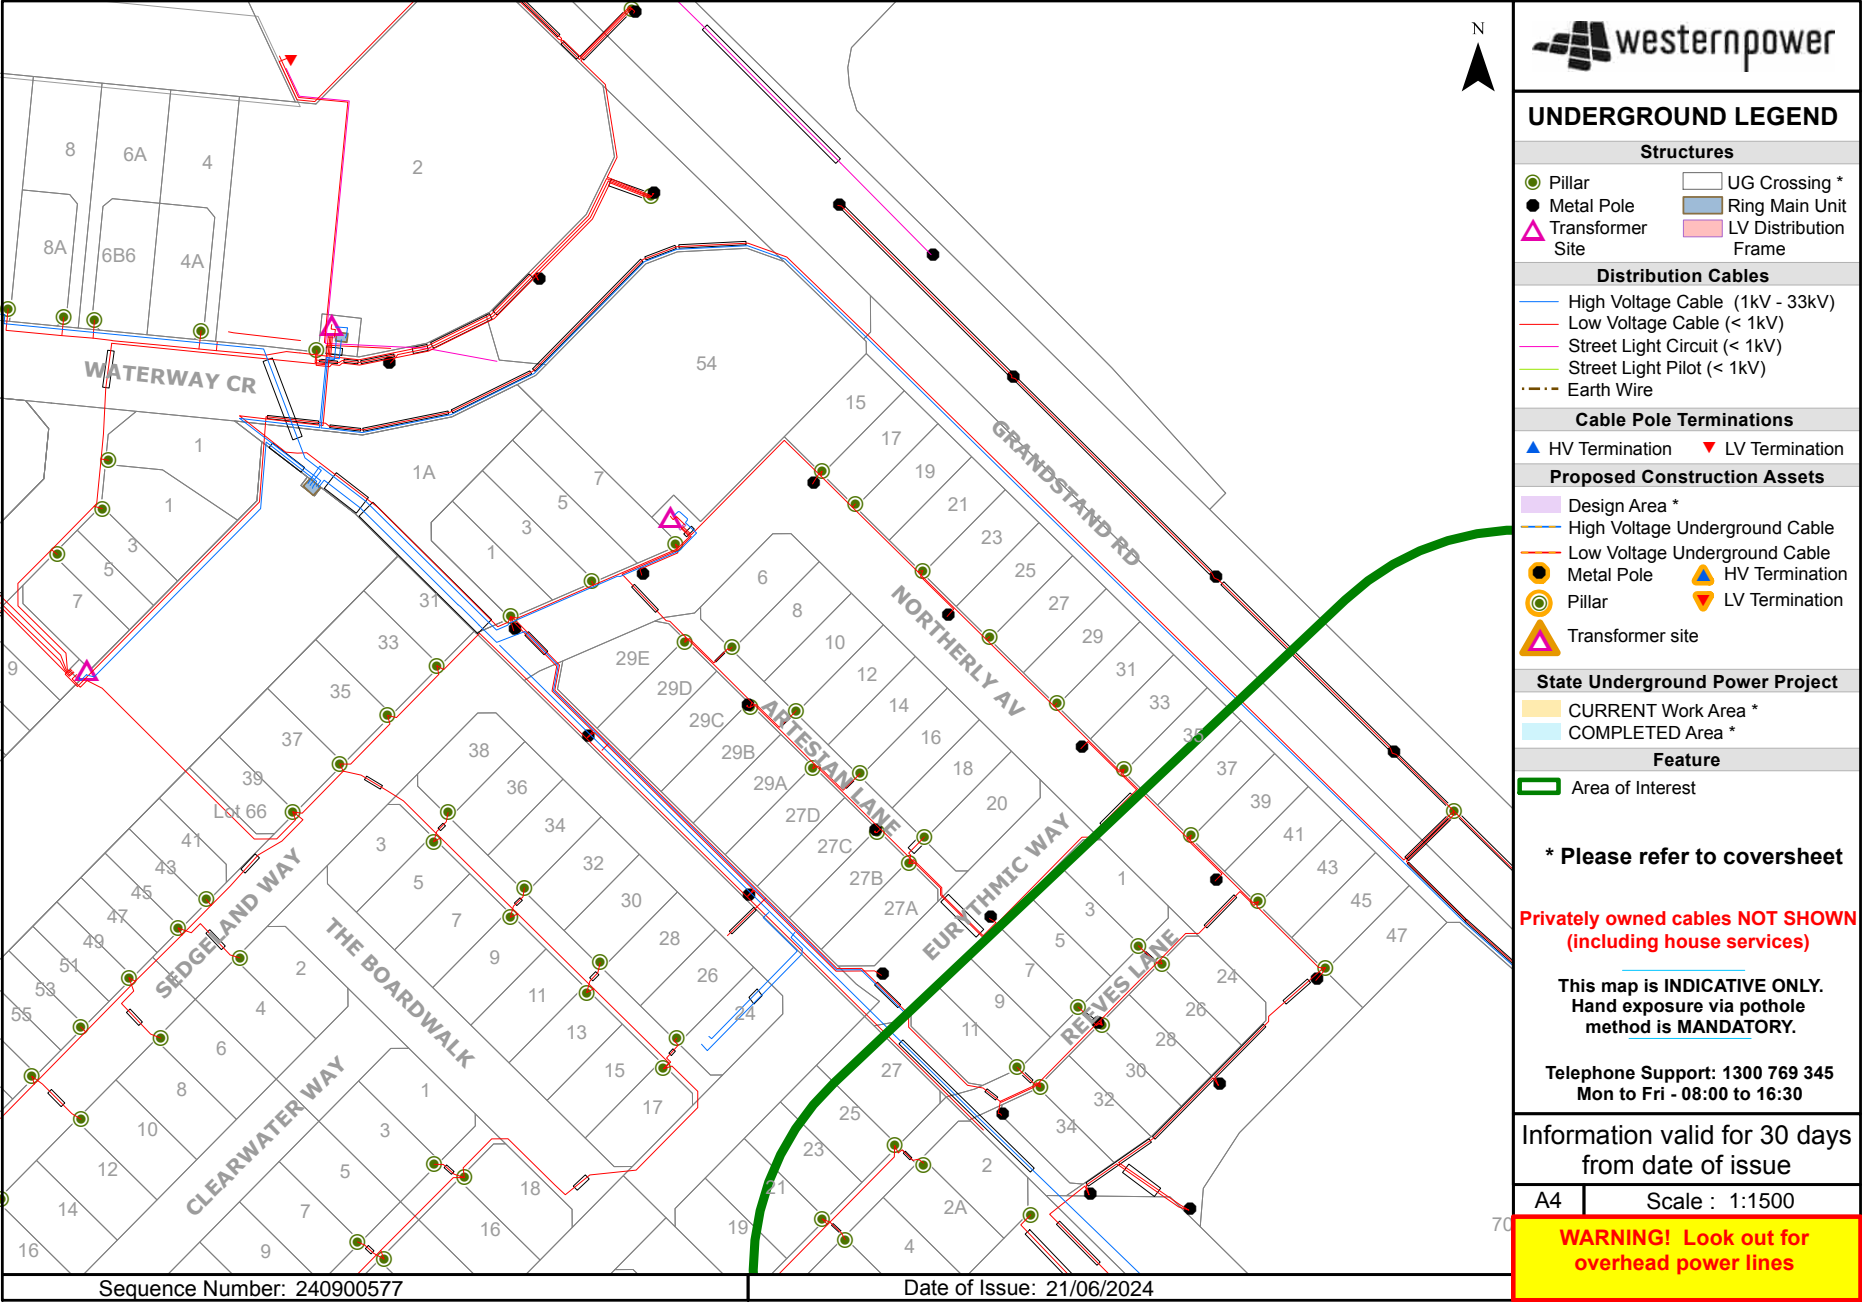 westernpower
UNDERGROUND LEGEND
Structures
Pillar
UG Crossing *
Metal Pole
Ring Main Unit
Transformer
Site
LV Distribution
Frame
Distribution Cables
High Voltage Cable (1kV - 33kV)
Low Voltage Cable (< 1kV)
Street Light Circuit (< 1kV)
Street Light Pilot (< 1kV)
Earth Wire
Cable Pole Terminations
HV Termination
LV Termination
Proposed Construction Assets
Design Area *
High Voltage Underground Cable
Low Voltage Underground Cable
Metal Pole
HV Termination
Pillar
LV Termination
Transformer site
State Underground Power Project
CURRENT Work Area *
COMPLETED Area *
Feature
Area of Interest
* Please refer to coversheet
Privately owned cables NOT SHOWN
(including house services)
This map is INDICATIVE ONLY.
Hand exposure via pothole
method is MANDATORY.
Telephone Support: 1300 769 345
Mon to Fri - 08:00 to 16:30
Information valid for 30 days
from date of issue
A4
Scale : 1:1500
WARNING! Look out for
overhead power lines
Sequence Number: 240900577
Date of Issue: 21/06/2024
N
WATERWAY CR
GRANDSTAND RD
NORTHERLY AV
ARTESIAN LANE
EURYTHMIC WAY
REEVES LANE
SEDGELAND WAY
THE BOARDWALK
CLEARWATER WAY
8
6A
4
2
8A
6B6
4A
54
1
1
3
5
7
9
1A
7
5
3
1
15
17
19
21
23
25
27
29
31
33
35
37
39
41
43
45
47
6
8
10
12
14
16
18
20
29E
29D
29C
29B
29A
27D
27C
27B
27A
31
33
35
37
39
Lot 66
41
43
45
47
49
51
53
55
38
36
34
32
30
28
26
24
3
5
7
9
11
13
15
17
2
4
6
8
10
12
14
16
1
3
5
7
9
18
16
1
3
5
7
9
11
24
26
28
30
32
34
27
25
23
21
19
2
2A
4
70